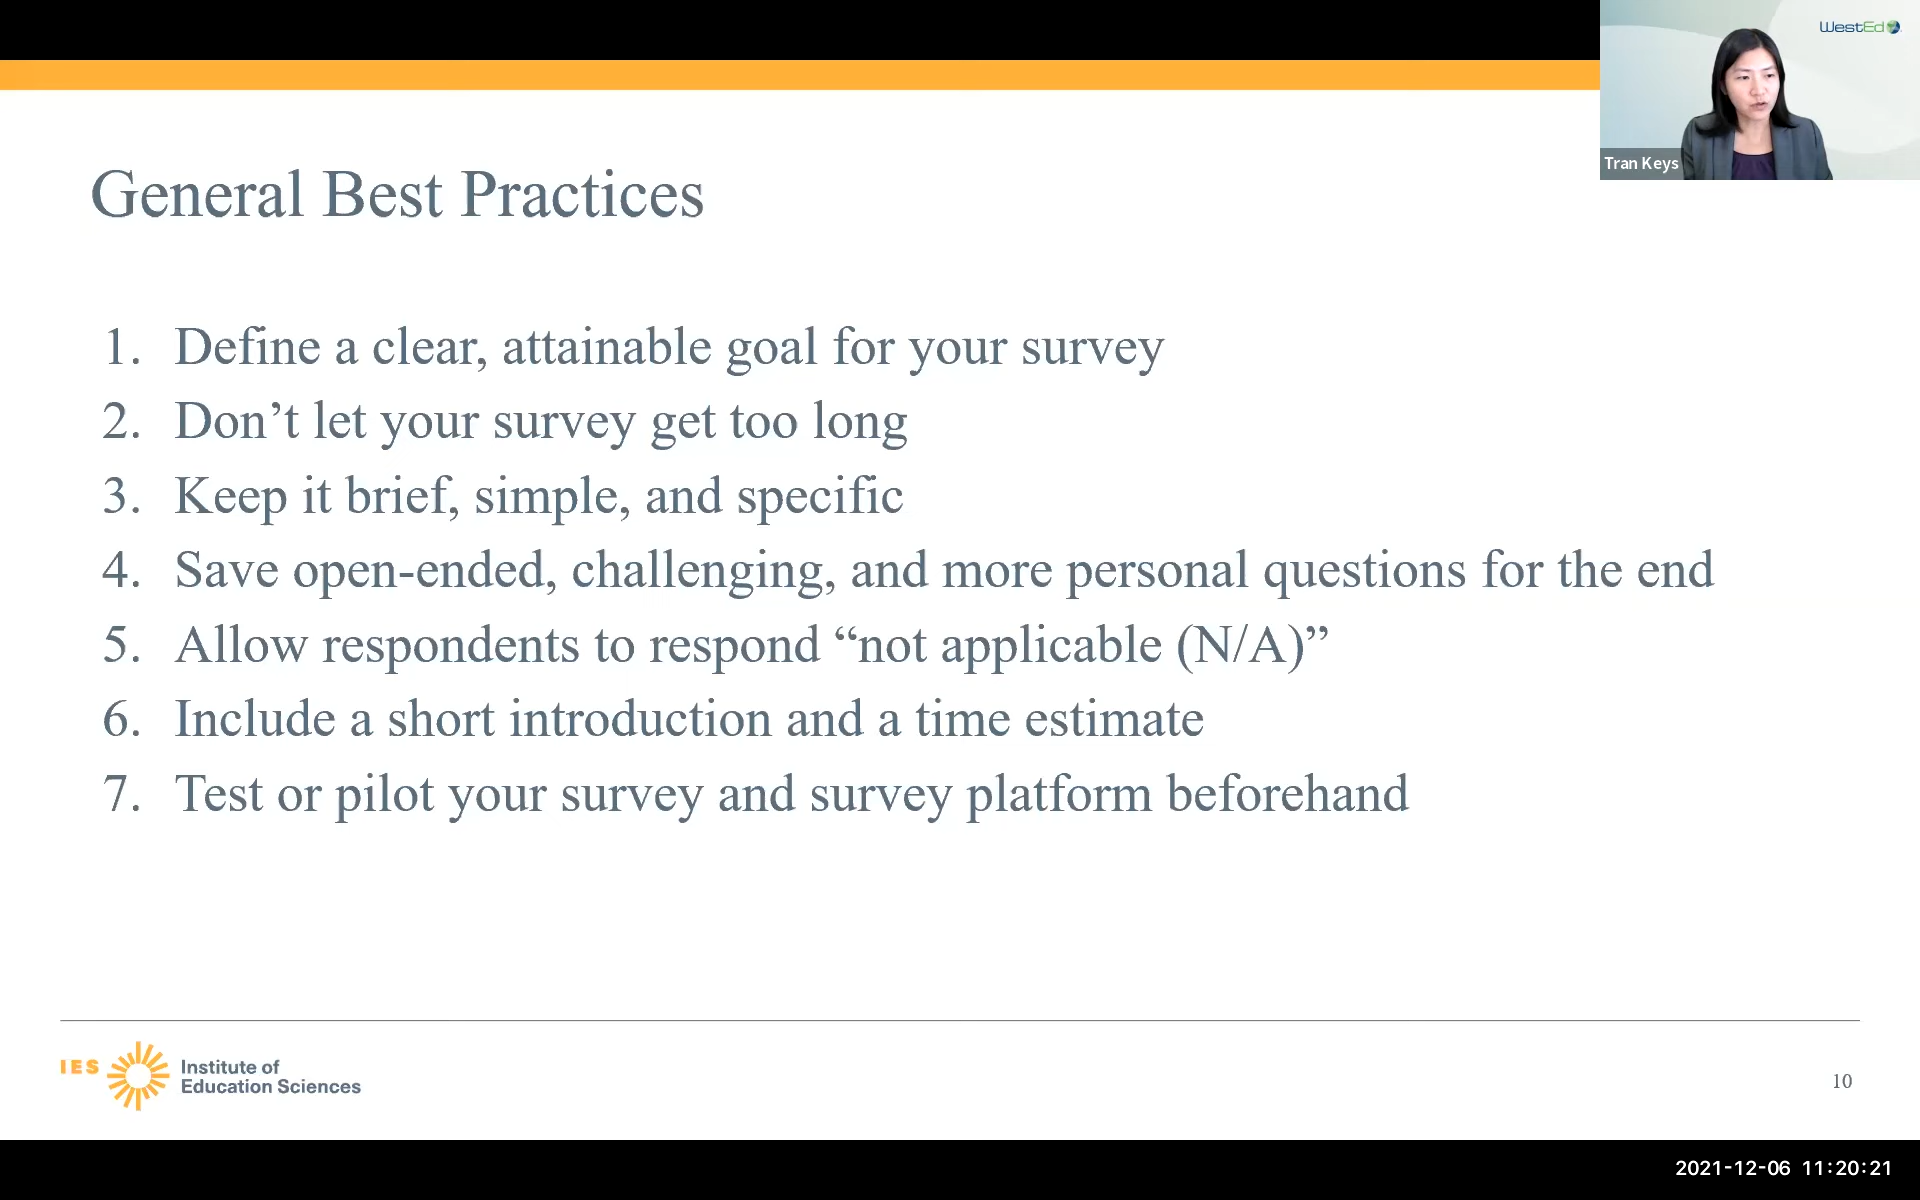 WestEd
Tran Keys
General Best Practices
1. Define a clear, attainable goal for your survey
2. Don’t let your survey get too long
3. Keep it brief, simple, and specific
4. Save open-ended, challenging, and more personal questions for the end
5. Allow respondents to respond “not applicable (N/A)”
6. Include a short introduction and a time estimate
7. Test or pilot your survey and survey platform beforehand
IES
Institute of
Education Sciences
10
2021-12-06 11:20:21